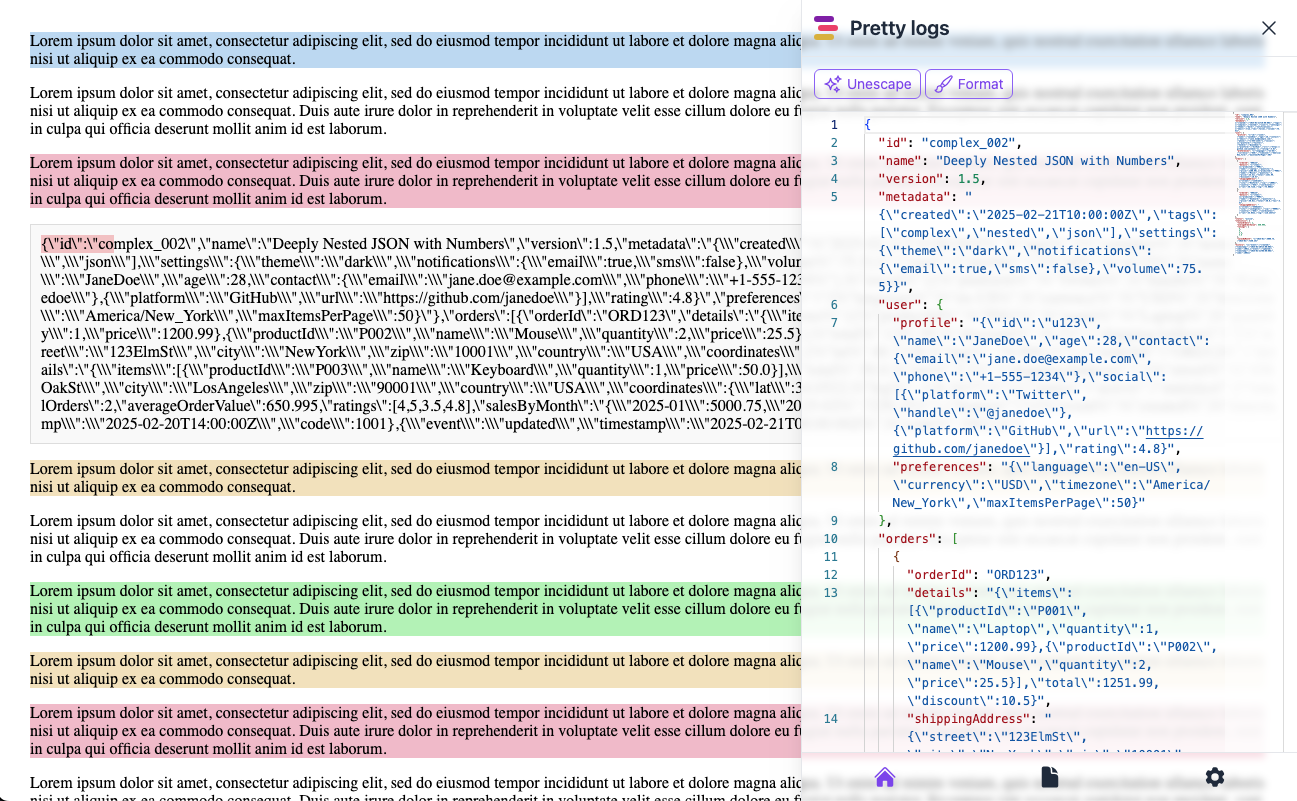 Lorem ipsum dolor sit amet, consectetur adipiscing elit, sed do eiusmod tempor incididunt ut labore et dolore magna
nisi ut aliquip ex ea commodo consequat.
Lorem ipsum dolor sit amet, consectetur adipiscing elit, sed do eiusmod tempor incididunt ut labore et dolore magna
nisi ut aliquip ex ea commodo consequat. Duis aute irure dolor in reprehenderit in voluptate velit esse cillum dolore eu
in culpa qui officia deserunt mollit anim id est laborum.
Lorem ipsum dolor sit amet, consectetur adipiscing elit, sed do eiusmod tempor incididunt ut labore et dolore magna
nisi ut aliquip ex ea commodo consequat. Duis aute irure dolor in reprehenderit in voluptate velit esse cillum dolore eu
in culpa qui officia deserunt mollit anim id est laborum.
{\"id\":\"complex_002\",\"name\":\"Deeply Nested JSON with Numbers\",\"version\":1.5,\"metadata\":\"{\\\"created\\\
\\\",\\\"json\\\"],\\\"settings\\\":{\\\"theme\\\":\\\"dark\\\",\\\"notifications\\\":{\\\"email\\\":true,\\\"sms\\\":false},\\\"volum
\\\":\\\"JaneDoe\\\",\\\"age\\\":28,\\\"contact\\\":{\\\"email\\\":\\\"jane.doe@example.com\\\",\\\"phone\\\":\\\"+1-555-123
edoe\\\"},{\\\"platform\\\":\\\"GitHub\\\",\\\"url\\\":\\\"https://github.com/janedoe\\\"}],\\\"rating\\\":4.8}\",\"preferences\
\\\":\\\"America/New_York\\\",\\\"maxItemsPerPage\\\":50}\"},\"orders\":[{\"orderId\":\"ORD123\",\"details\":\"{\\\"ite
y\\\":1,\\\"price\\\":1200.99},{\\\"productId\\\":\\\"P002\\\",\\\"name\\\":\\\"Mouse\\\",\\\"quantity\\\":2,\\\"price\\\":25.5}
reet\\\":\\\"123ElmSt\\\",\\\"city\\\":\\\"NewYork\\\",\\\"zip\\\":\\\"10001\\\",\\\"country\\\":\\\"USA\\\",\\\"coordinates\\\
ails\":\"{\\\"items\\\":[{\\\"productId\\\":\\\"P003\\\",\\\"name\\\":\\\"Keyboard\\\",\\\"quantity\\\":1,\\\"price\\\":50.0}],\\\
OakSt\\\",\\\"city\\\":\\\"LosAngeles\\\",\\\"zip\\\":\\\"90001\\\",\\\"country\\\":\\\"USA\\\",\\\"coordinates\\\":{\\\"lat\\\":3
lOrders\":2,\"averageOrderValue\":650.995,\"ratings\":[4,5,3.5,4.8],\"salesByMonth\":\"{\\\"2025-01\\\":5000.75,\\\"20
mp\\\":\\\"2025-02-20T14:00:00Z\\\",\\\"code\\\":1001},{\\\"event\\\":\\\"updated\\\",\\\"timestamp\\\":\\\"2025-02-21T0
Lorem ipsum dolor sit amet, consectetur adipiscing elit, sed do eiusmod tempor incididunt ut labore et dolore magna
nisi ut aliquip ex ea commodo consequat.
Lorem ipsum dolor sit amet, consectetur adipiscing elit, sed do eiusmod tempor incididunt ut labore et dolore magna
nisi ut aliquip ex ea commodo consequat. Duis aute irure dolor in reprehenderit in voluptate velit esse cillum dolore eu
in culpa qui officia deserunt mollit anim id est laborum.
Lorem ipsum dolor sit amet, consectetur adipiscing elit, sed do eiusmod tempor incididunt ut labore et dolore magna
nisi ut aliquip ex ea commodo consequat. Duis aute irure dolor in reprehenderit in voluptate velit esse cillum dolore eu
in culpa qui officia deserunt mollit anim id est laborum.
Lorem ipsum dolor sit amet, consectetur adipiscing elit, sed do eiusmod tempor incididunt ut labore et dolore magna
nisi ut aliquip ex ea commodo consequat.
Lorem ipsum dolor sit amet, consectetur adipiscing elit, sed do eiusmod tempor incididunt ut labore et dolore magna
nisi ut aliquip ex ea commodo consequat. Duis aute irure dolor in reprehenderit in voluptate velit esse cillum dolore eu
in culpa qui officia deserunt mollit anim id est laborum.
Lorem ipsum dolor sit amet, consectetur adipiscing elit, sed do eiusmod tempor incididunt ut labore et dolore magna
nisi ut aliquip ex ea commodo consequat. Duis aute irure dolor in reprehenderit in voluptate velit esse cillum dolore eu
Pretty logs
Unescape Format
1 {
2 "id": "complex_002",
3 "name": "Deeply Nested JSON with Numbers",
4 "version": 1.5,
5 "metadata": "
{\"created\":\"2025-02-21T10:00:00Z\",\"tags\":
[\"complex\",\"nested\",\"json\"],\"settings\":
{\"theme\":\"dark\",\"notifications\":
{\"email\":true,\"sms\":false},\"volume\":75.
5}}",
6 "user": {
7 "profile": "{\"id\":\"u123\",
\"name\":\"JaneDoe\",\"age\":28,\"contact\":
{\"email\":\"jane.doe@example.com\",
\"phone\":\"+1-555-1234\"},\"social\":
[{\"platform\":\"Twitter\",
\"handle\":\"@janedoe\"},
{\"platform\":\"GitHub\",\"url\":\"https://
github.com/janedoe\"}],\"rating\":4.8}",
8 "preferences": "{\"language\":\"en-US\",
\"currency\":\"USD\",\"timezone\":\"America/
New_York\",\"maxItemsPerPage\":50}"
9 },
10 "orders": [
11 {
12 "orderId": "ORD123",
13 "details": "{\"items\":
[{\"productId\":\"P001\",
\"name\":\"Laptop\",\"quantity\":1,
\"price\":1200.99},{\"productId\":\"P002\",
\"name\":\"Mouse\",\"quantity\":2,
\"price\":25.5}],\"total\":1251.99,
\"discount\":10.5}",
14 "shippingAddress": "
{\"street\":\"123ElmSt\",